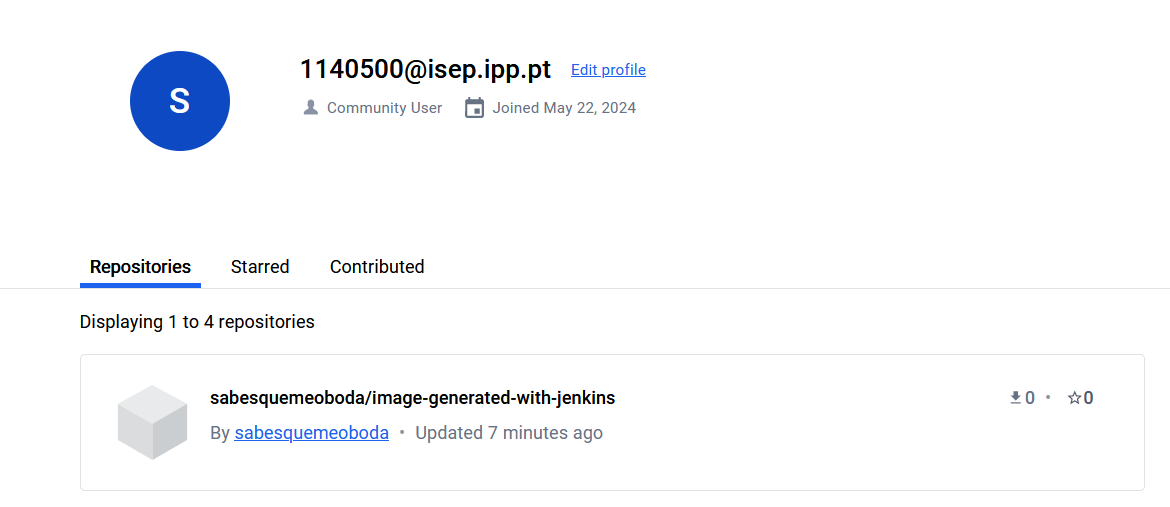 S
1140500@isep.ipp.pt Edit profile
Community User Joined May 22, 2024
Repositories Starred Contributed
Displaying 1 to 4 repositories
sabesquemeoboda/image-generated-with-jenkins 0 • 0
By sabesquemeoboda • Updated 7 minutes ago